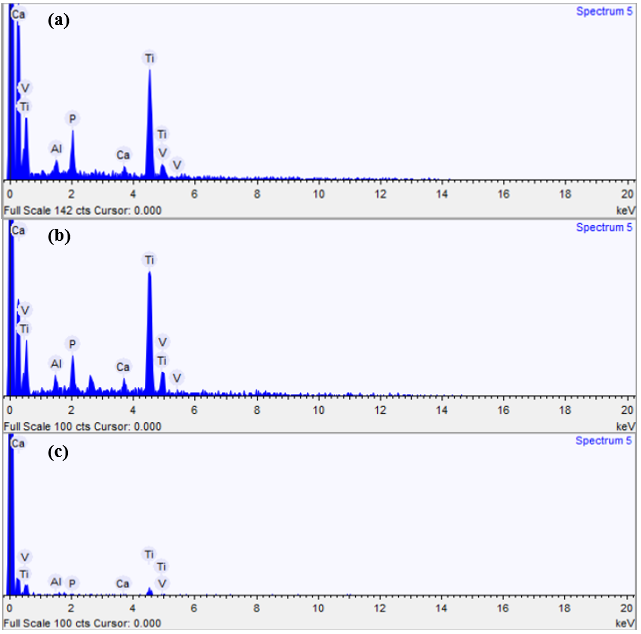 (a)
Spectrum 5
Ca
Ti
V
Ti
P
Ti
Al
Ca
V
V
0 2 4 6 8 10 12 14 16 18 20
Full Scale 142 cts Cursor: 0.000 keV
(b)
Spectrum 5
Ca
Ti
V
Ti
P
V
Al
Ca
Ti
V
0 2 4 6 8 10 12 14 16 18 20
Full Scale 100 cts Cursor: 0.000 keV
(c)
Spectrum 5
Ca
V
Ti
Ti
Ti
Al
P
Ca
V
0 2 4 6 8 10 12 14 16 18 20
Full Scale 100 cts Cursor: 0.000 keV